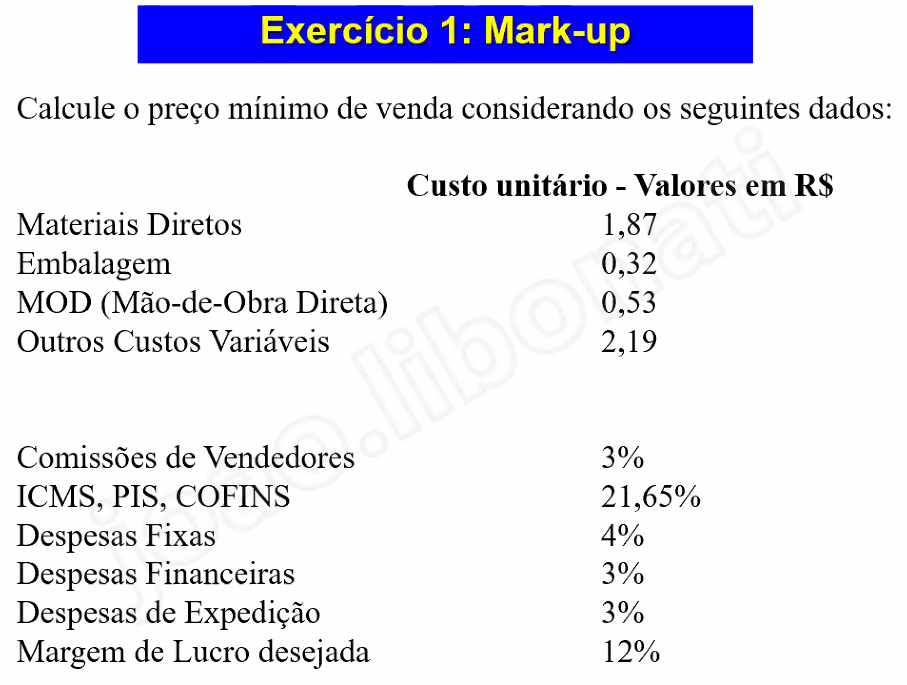 Exercício 1: Mark-up
Calcule o preço mínimo de venda considerando os seguintes dados:
Custo unitário - Valores em R$
Materiais Diretos 1,87
Embalagem 0,32
MOD (Mão-de-Obra Direta) 0,53
Outros Custos Variáveis 2,19
Comissões de Vendedores 3%
ICMS, PIS, COFINS 21,65%
Despesas Fixas 4%
Despesas Financeiras 3%
Despesas de Expedição 3%
Margem de Lucro desejada 12%
joao.libonati